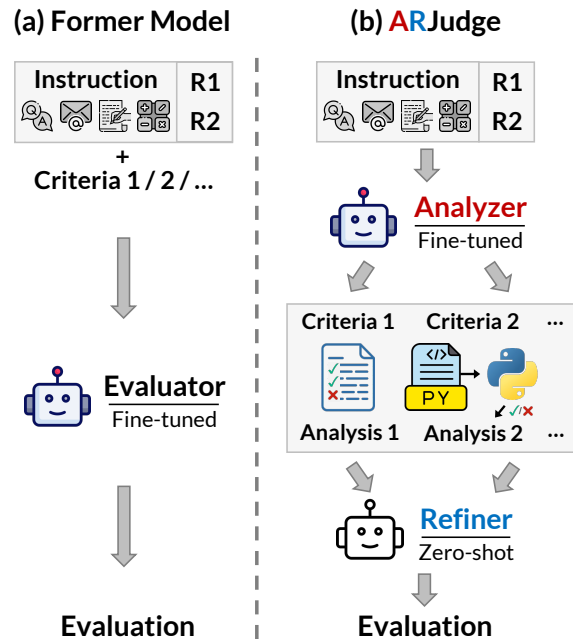 (a) Former Model
Instruction
R1
Q
A
@
R2
+
Criteria 1 / 2 / ...
Evaluator
Fine-tuned
Evaluation
(b) ARJudge
Instruction
R1
Q
A
@
R2
Analyzer
Fine-tuned
Criteria 1
Criteria 2
...
</>
PY
Analysis 1
Analysis 2
...
Refiner
Zero-shot
Evaluation